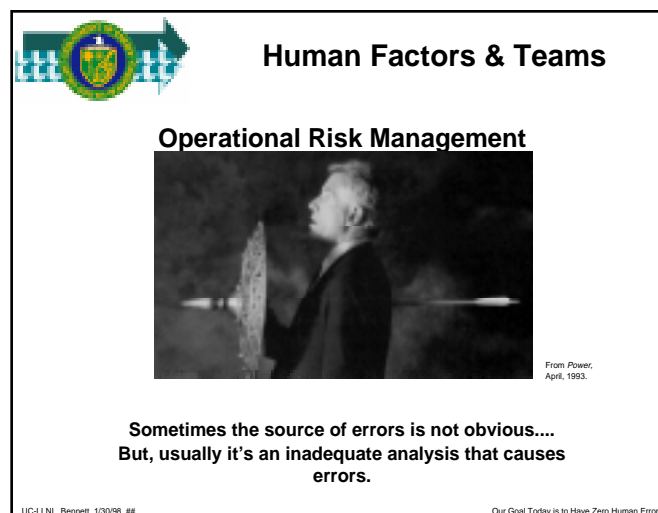 Human Factors & Teams
Operational Risk Management
From Power,
April, 1993.
Sometimes the source of errors is not obvious....
But, usually it's an inadequate analysis that causes
errors.
UC-LLNL, Bennett, 1/30/98, ##
Our Goal Today is to Have Zero Human Error